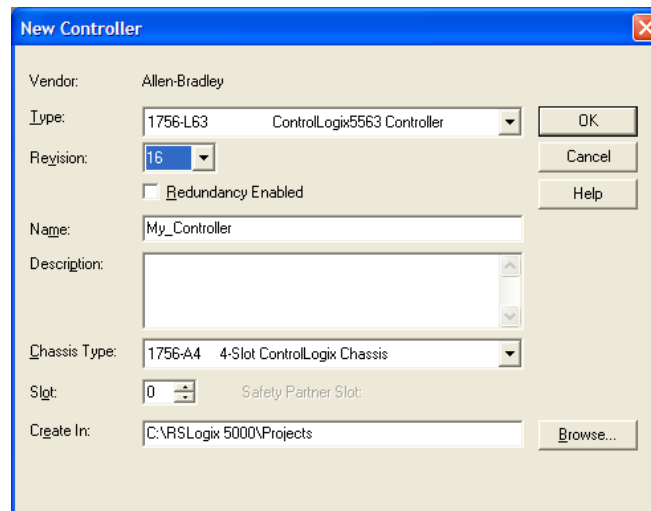 New Controller
Vendor: Allen-Bradley
Type: 1756-L63 ControlLogix5563 Controller OK
Revision: 16 Cancel
Redundancy Enabled Help
Name: My_Controller
Description:
Chassis Type: 1756-A4 4-Slot ControlLogix Chassis
Slot: 0 Safety Partner Slot:
Create In: C:\RSLogix 5000\Projects Browse...